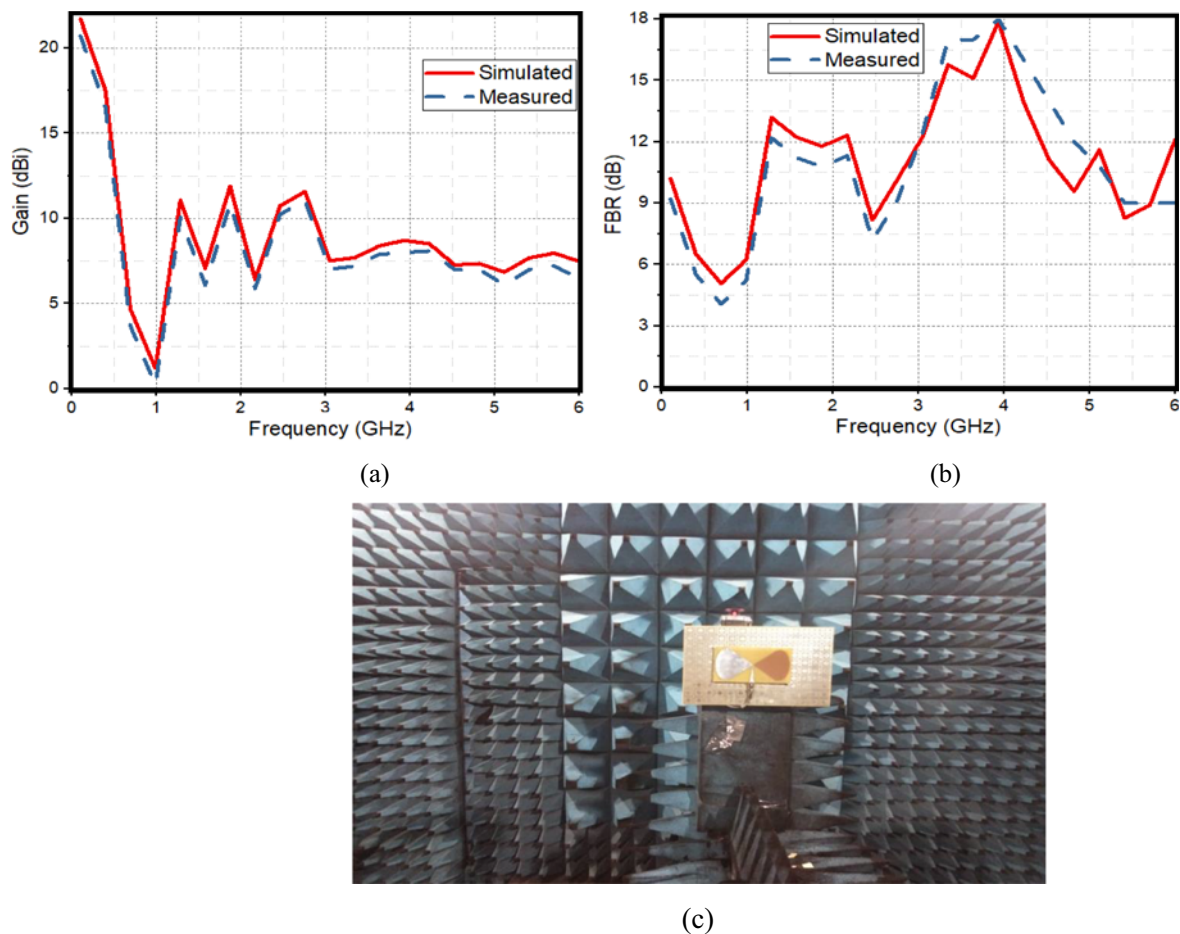 20
15
10
5
0
Gain (dBi)
Simulated
Measured
0 1 2 3 4 5 6
Frequency (GHz)
(a)
18
15
12
9
6
3
0
FBR (dB)
Simulated
Measured
0 1 2 3 4 5 6
Frequency (GHz)
(b)
(c)